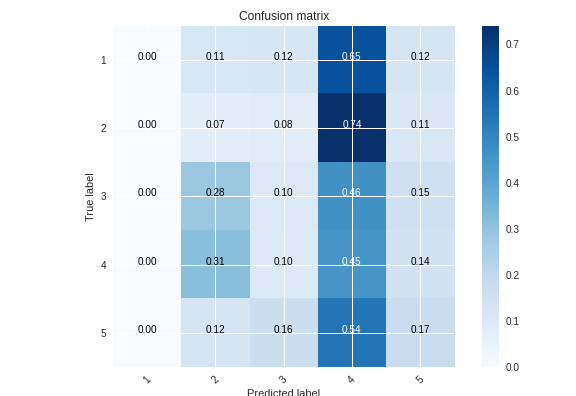 Confusion matrix
True label
1 0.00 0.11 0.12 0.65 0.12
2 0.00 0.07 0.08 0.74 0.11
3 0.00 0.28 0.10 0.46 0.15
4 0.00 0.31 0.10 0.45 0.14
5 0.00 0.12 0.16 0.54 0.17
1 2 3 4 5
Predicted label
0.7
0.6
0.5
0.4
0.3
0.2
0.1
0.0